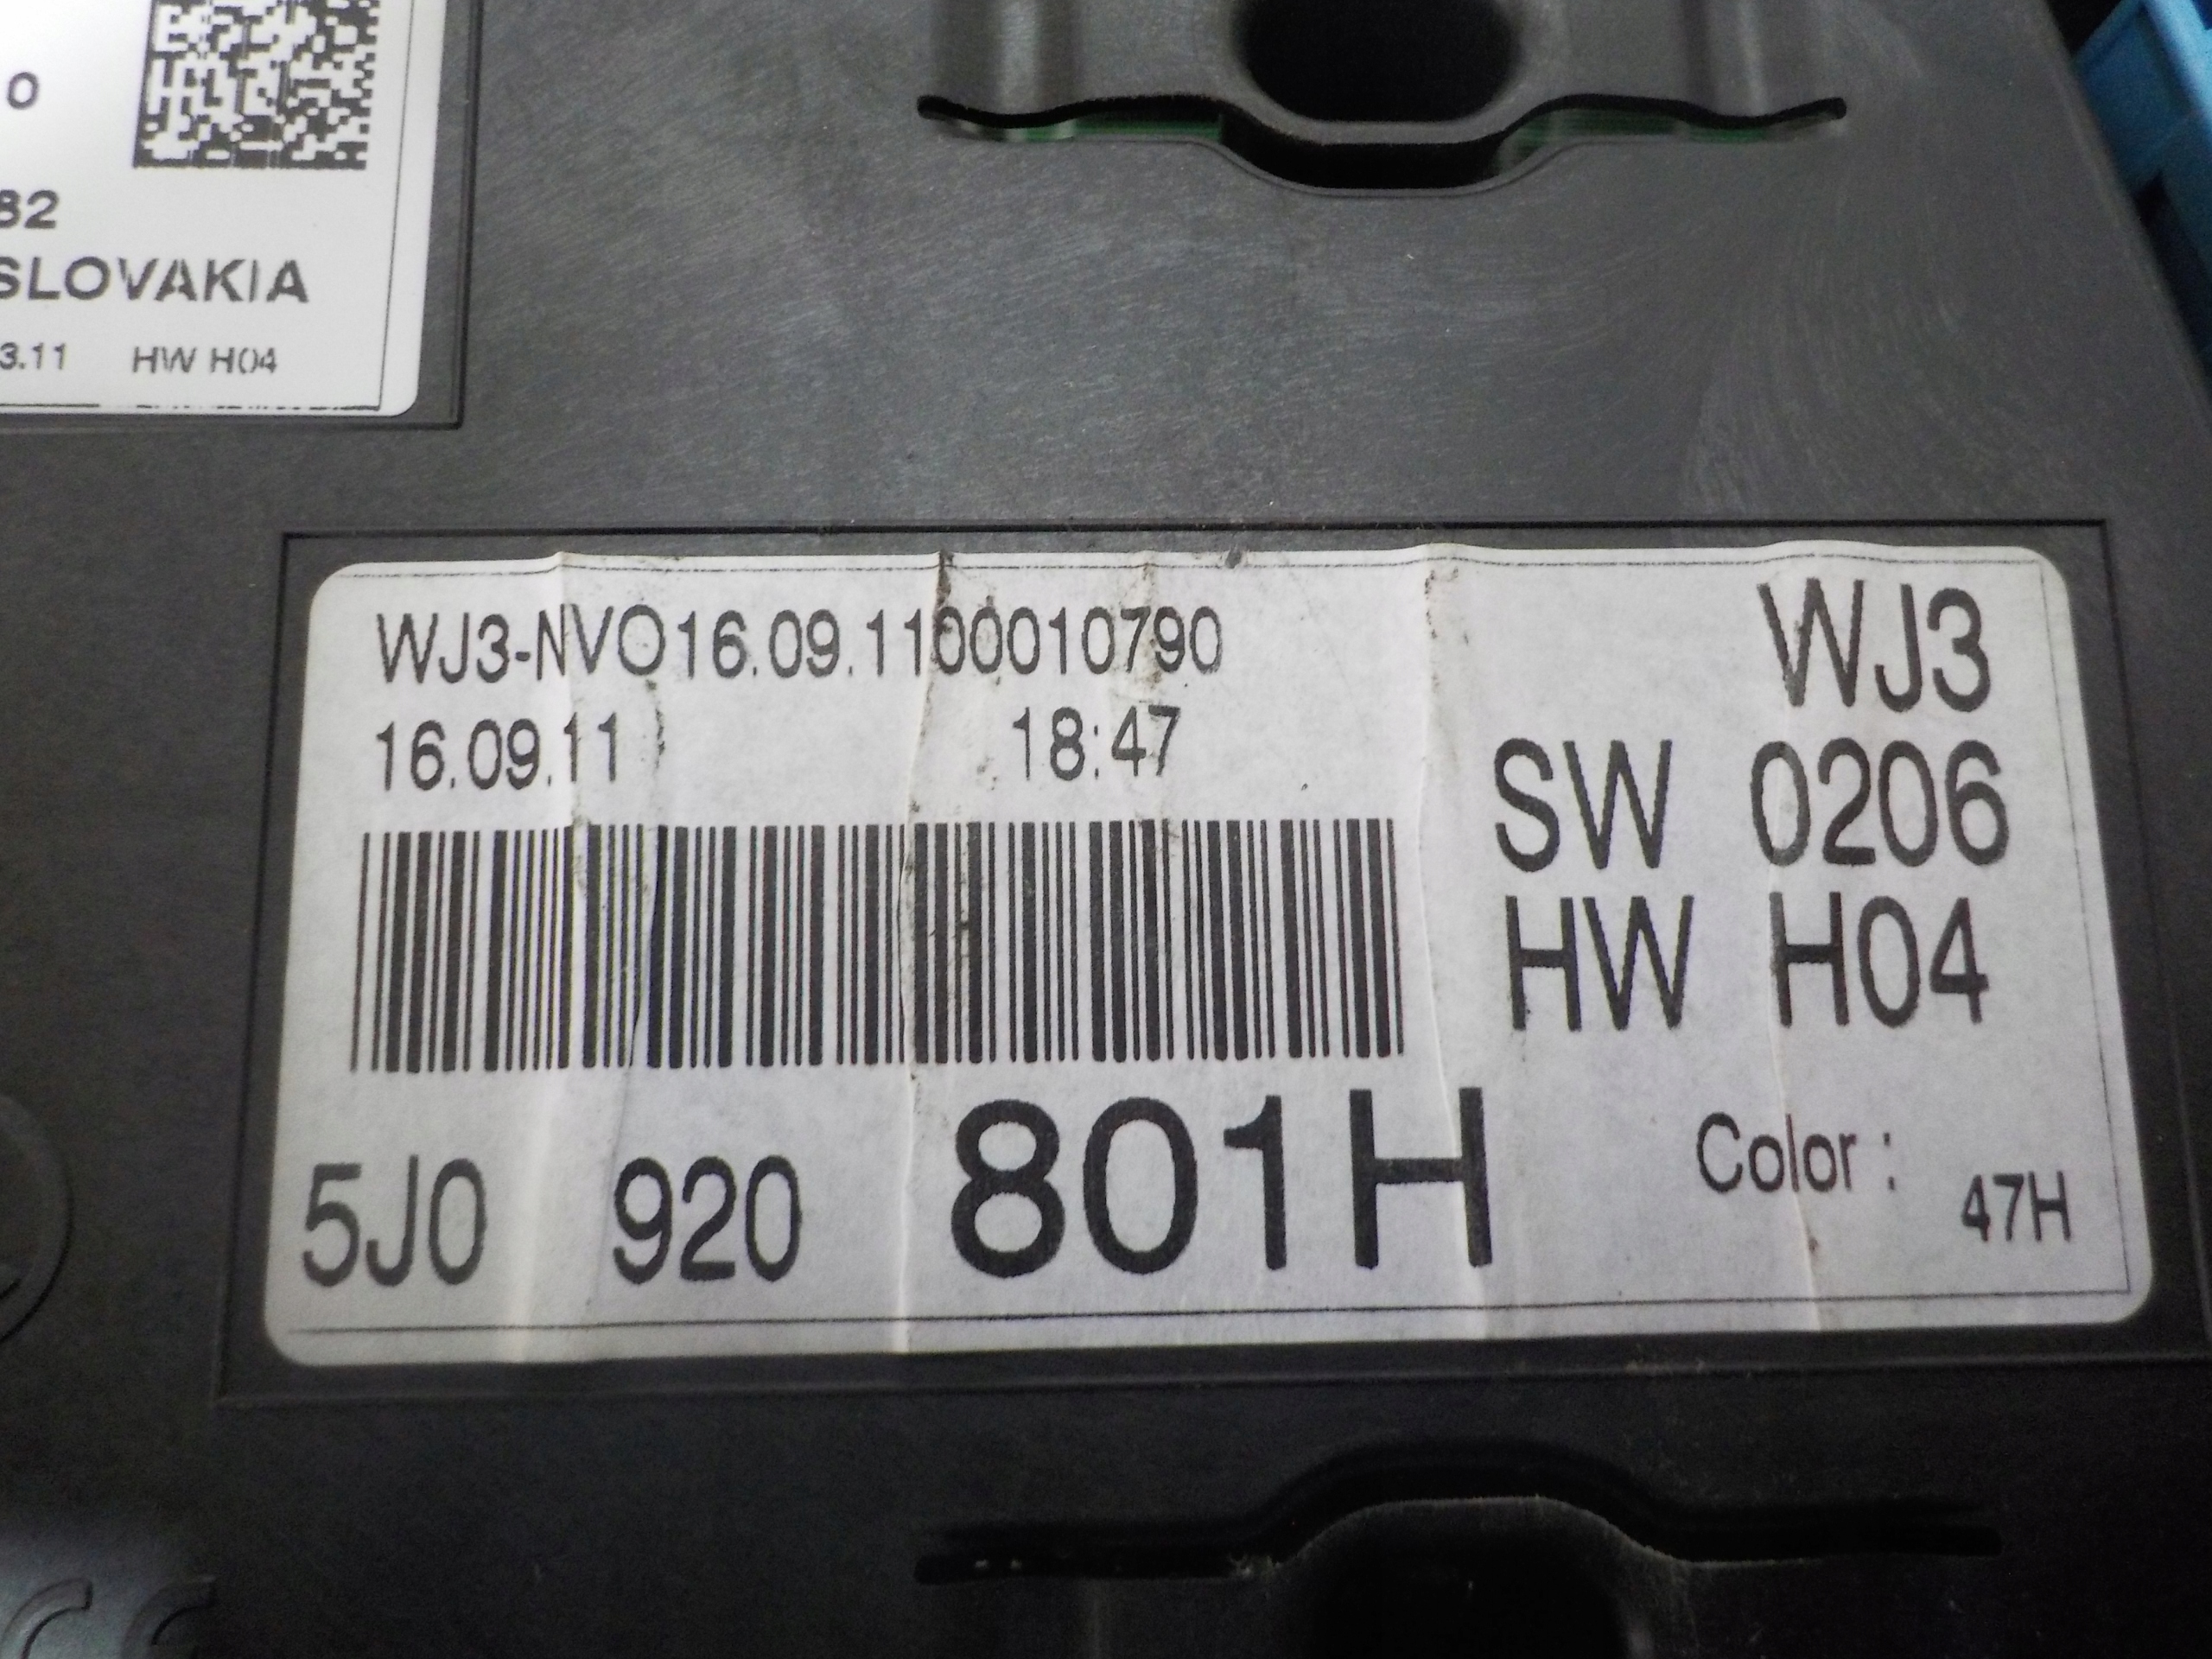 0
82
SLOVAKIA
3.11 HW H04
WJ3-NVO16.09.1100010790
16.09.11 18:47
WJ3
SW 0206
HW H04
5J0 920 801H
Color :
47H